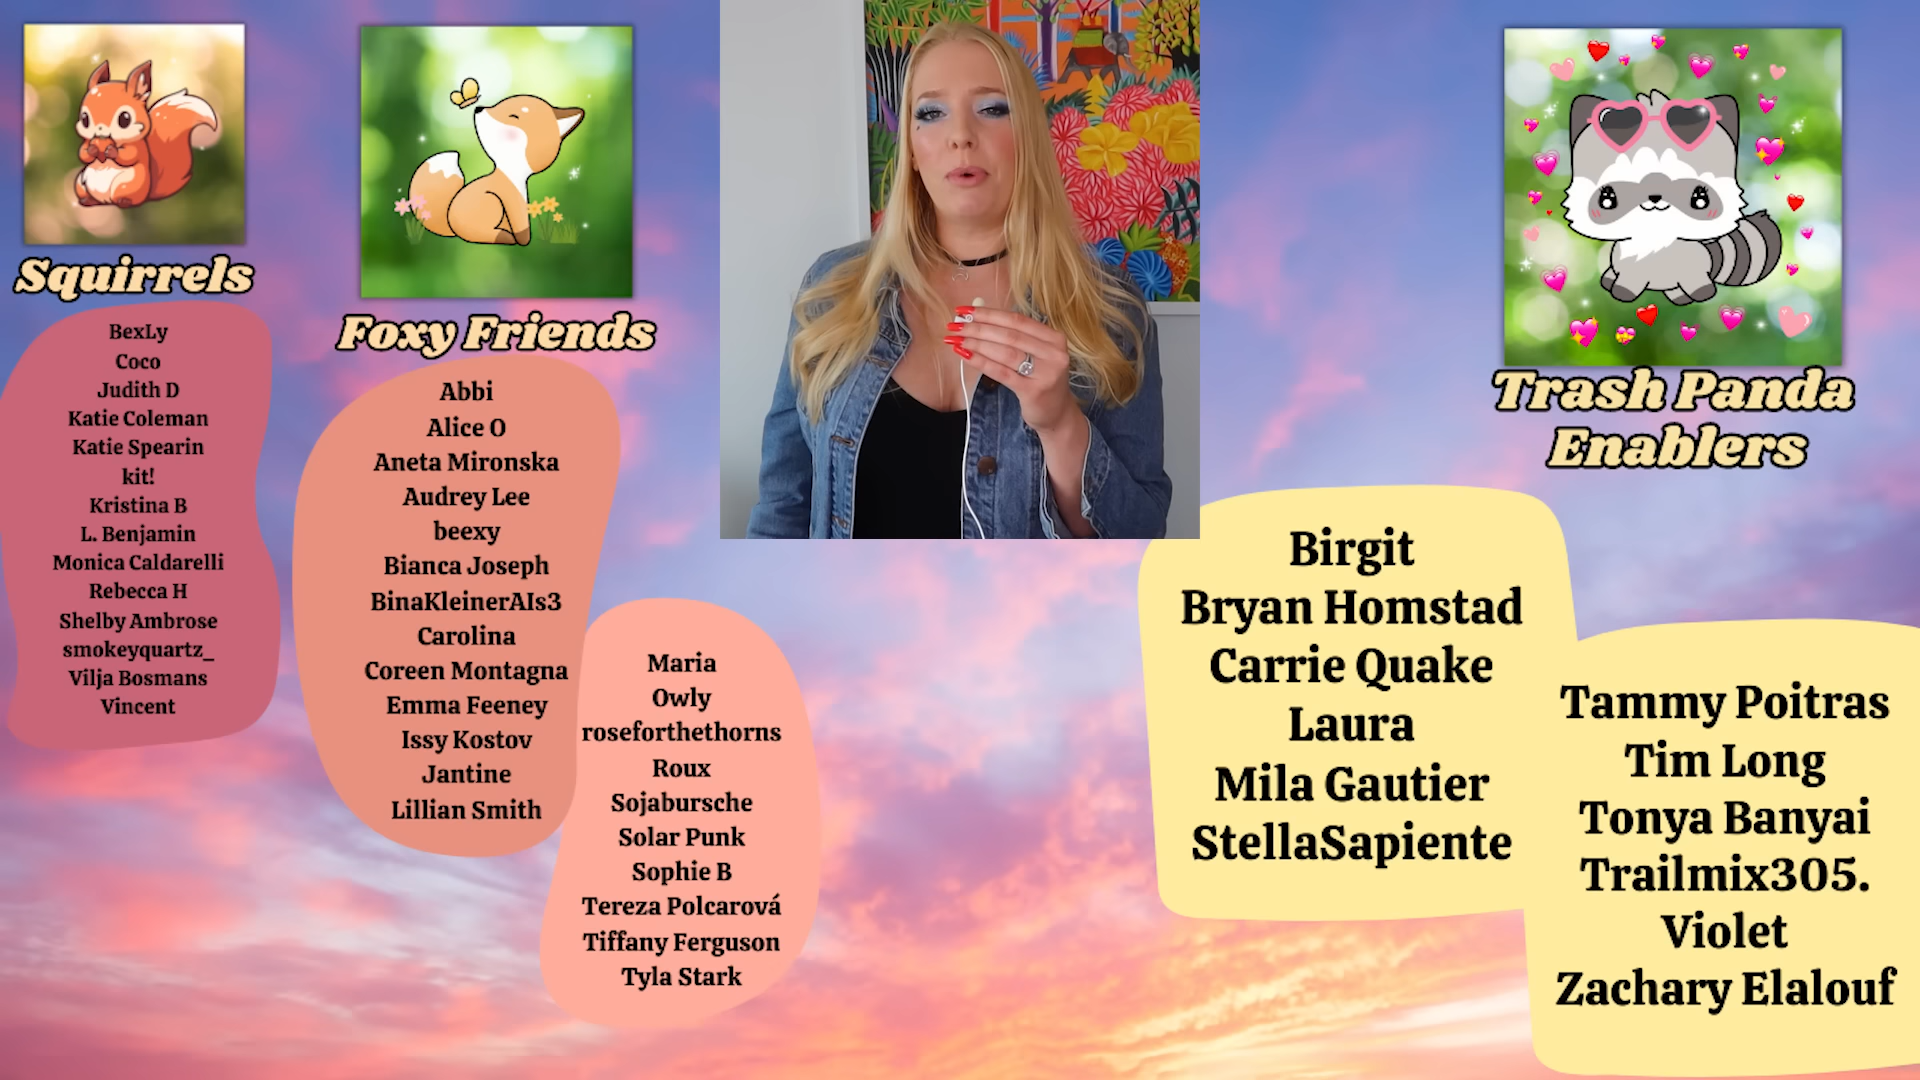 Squirrels
BexLy
Coco
Judith D
Katie Coleman
Katie Spearin
kit!
Kristina B
L. Benjamin
Monica Caldarelli
Rebecca H
Shelby Ambrose
smokeyquartz_
Vilja Bosmans
Vincent
Foxy Friends
Abbi
Alice O
Aneta Mironska
Audrey Lee
beexy
Bianca Joseph
BinaKleinerAIs3
Carolina
Coreen Montagna
Emma Feeney
Issy Kostov
Jantine
Lillian Smith
Maria
Owly
roseforthethorns
Roux
Sojabursche
Solar Punk
Sophie B
Tereza Polcarová
Tiffany Ferguson
Tyla Stark
Trash Panda
Enablers
Birgit
Bryan Homstad
Carrie Quake
Laura
Mila Gautier
StellaSapiente
Tammy Poitras
Tim Long
Tonya Banyai
Trailmix305.
Violet
Zachary Elalouf